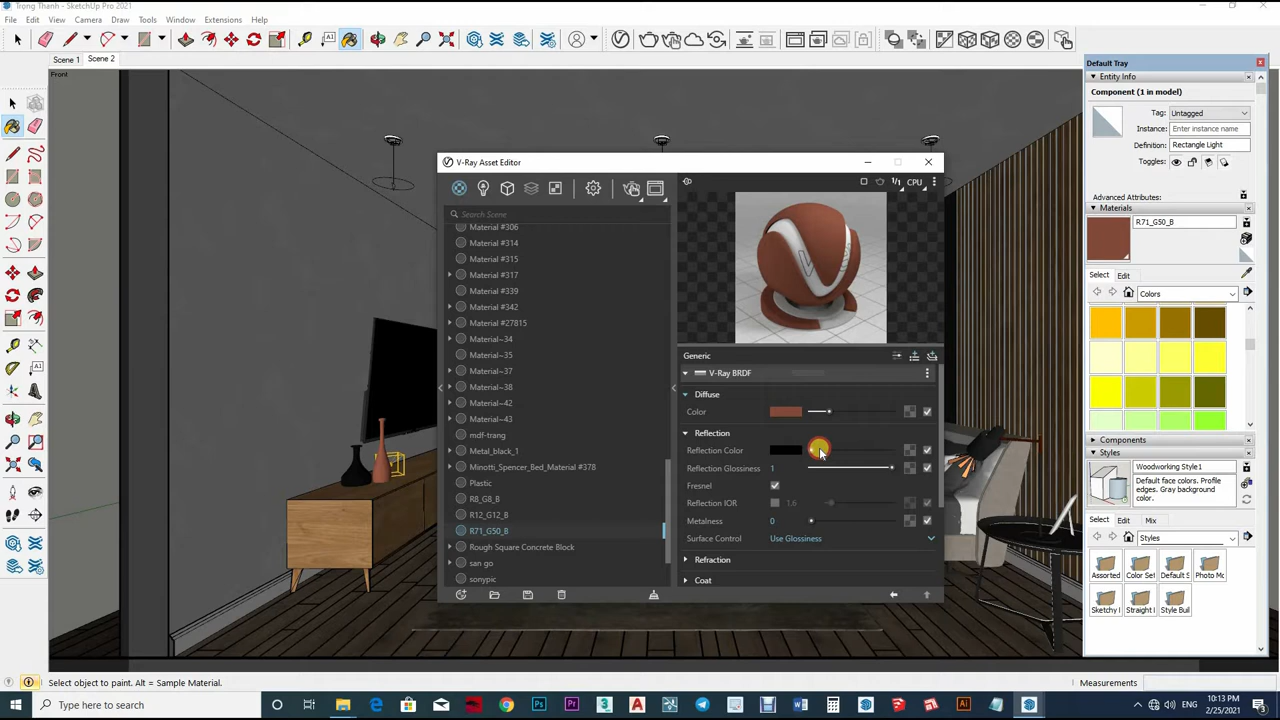 Trọng Thanh - SketchUp Pro 2021
File Edit View Camera Draw Tools Window Extensions Help
Scene 1 Scene 2
Front
V-Ray Asset Editor
Search Scene
Material #306
Material #314
Material #315
Material #317
Material #339
Material #342
Material #27815
Material~34
Material~35
Material~37
Material~38
Material~42
Material~43
mdf-trang
Metal_black_1
Minotti_Spencer_Bed_Material #378
Plastic
R8_G8_B
R12_G12_B
R71_G50_B
Rough Square Concrete Block
san go
sonypic
1/1 CPU
Generic
V-Ray BRDF
Diffuse
Color
Reflection
Reflection Color
Reflection Glossiness 1
Fresnel
Reflection IOR 1.6
Metalness 0
Surface Control Use Glossiness
Refraction
Coat
Default Tray
Entity Info
Component (1 in model)
Tag: Untagged
Instance: Enter instance name
Definition: Rectangle Light
Toggles:
Advanced Attributes:
Materials
R71_G50_B
Select Edit
Colors
Components
Styles
Woodworking Style1
Default face colors. Profile
edges. Gray background
color.
Select Edit Mix
Styles
Assorted Color Set Default S Photo Mo
Sketchy I Straight I Style Buil
Select object to paint. Alt = Sample Material.
Measurements
Type here to search
10:13 PM
2/25/2021